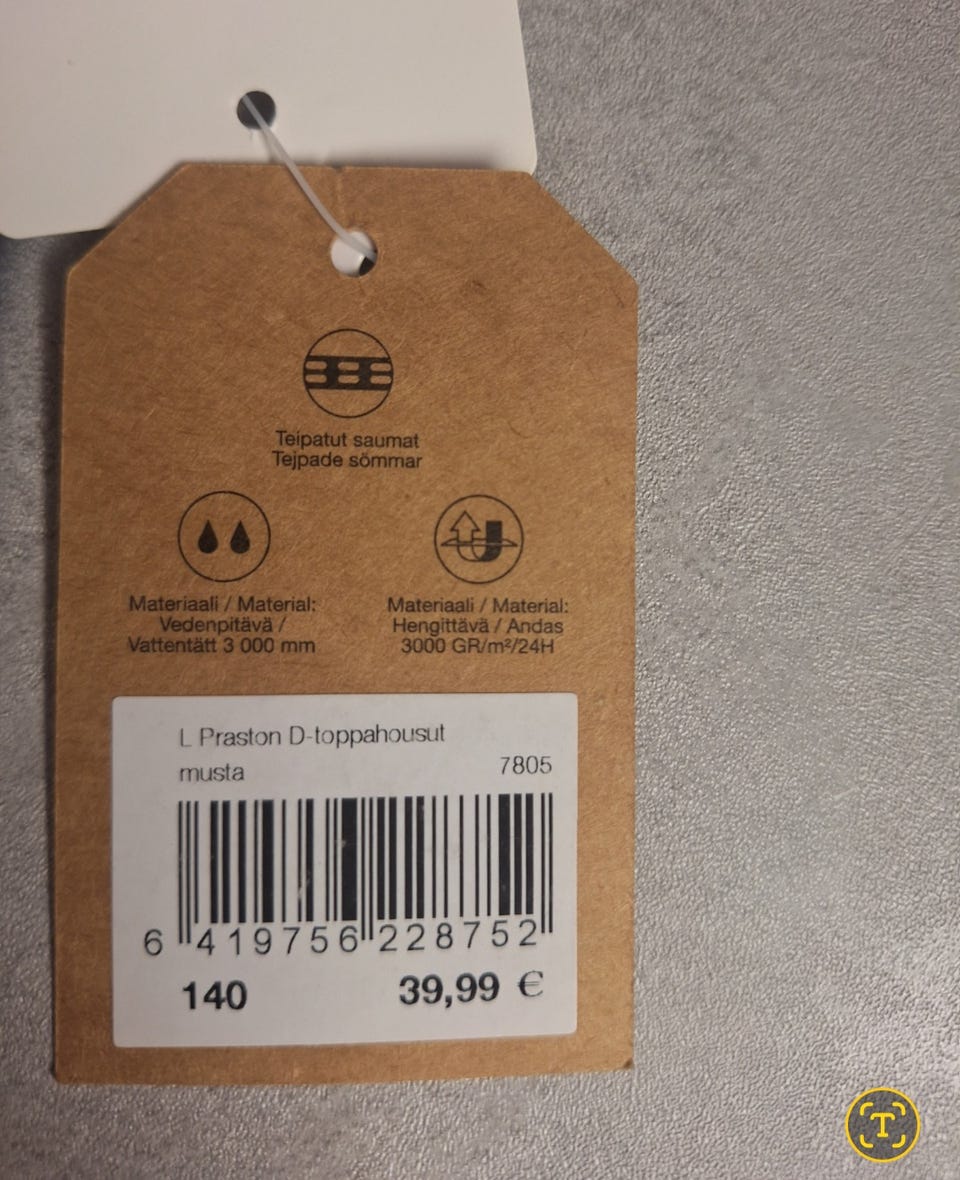 Teipatut saumat
Tejpade sömmar
Materiaali / Material:
Vedenpitävä /
Vattentätt 3 000 mm
Materiaali / Material:
Hengittävä / Andas
3000 GR/m²/24H
L Praston D-toppahousut
musta 7805
6 419756 228752
140 39,99 €
T